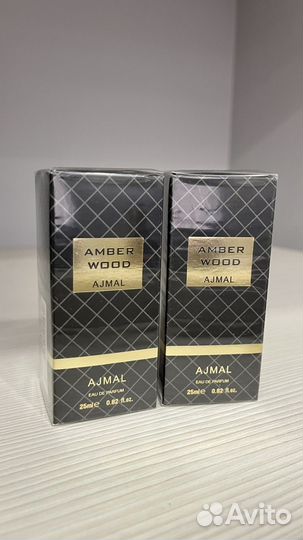 AMBER
WOOD
AJMAL
AJMAL
EAU DE PARFUM
25ml e 0.82 fl.oz.
AMBER
WOOD
AJMAL
AJMAL
EAU DE PARFUM
25ml e 0.82 fl.oz.
Avito